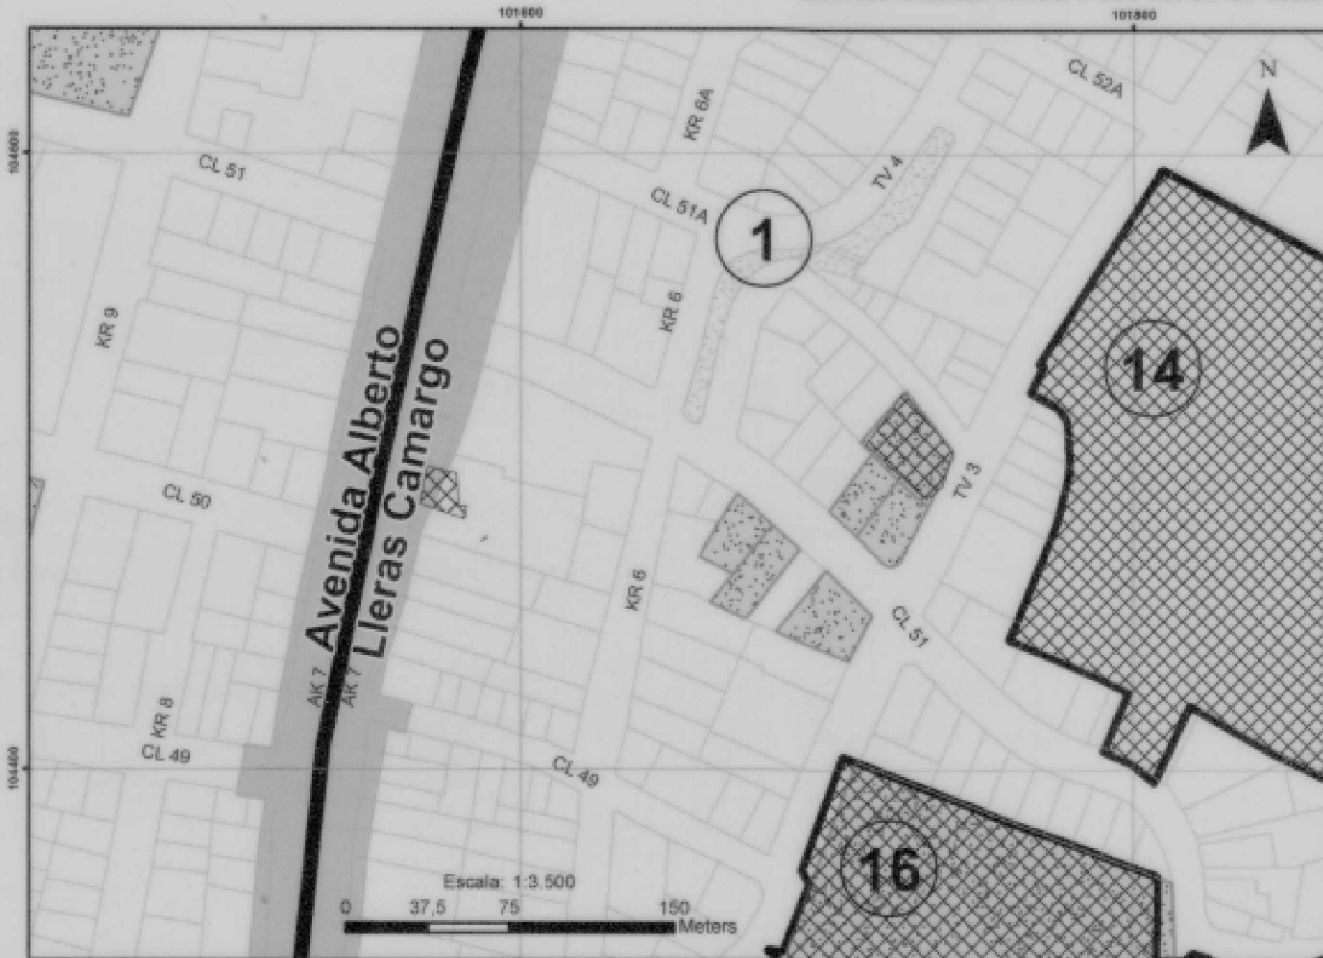 101600
101800
N
CL 52A
KR 6A
104600
CL 51
TV 4
CL 51A
1
KR 9
KR 6
14
Avenida Alberto
Lleras Camargo
TV 3
CL 50
KR 6
CL 51
AK 7
AK 7
KR 8
CL 49
CL 49
104400
16
Escala: 1:3.500
0 37,5 75 150
Meters